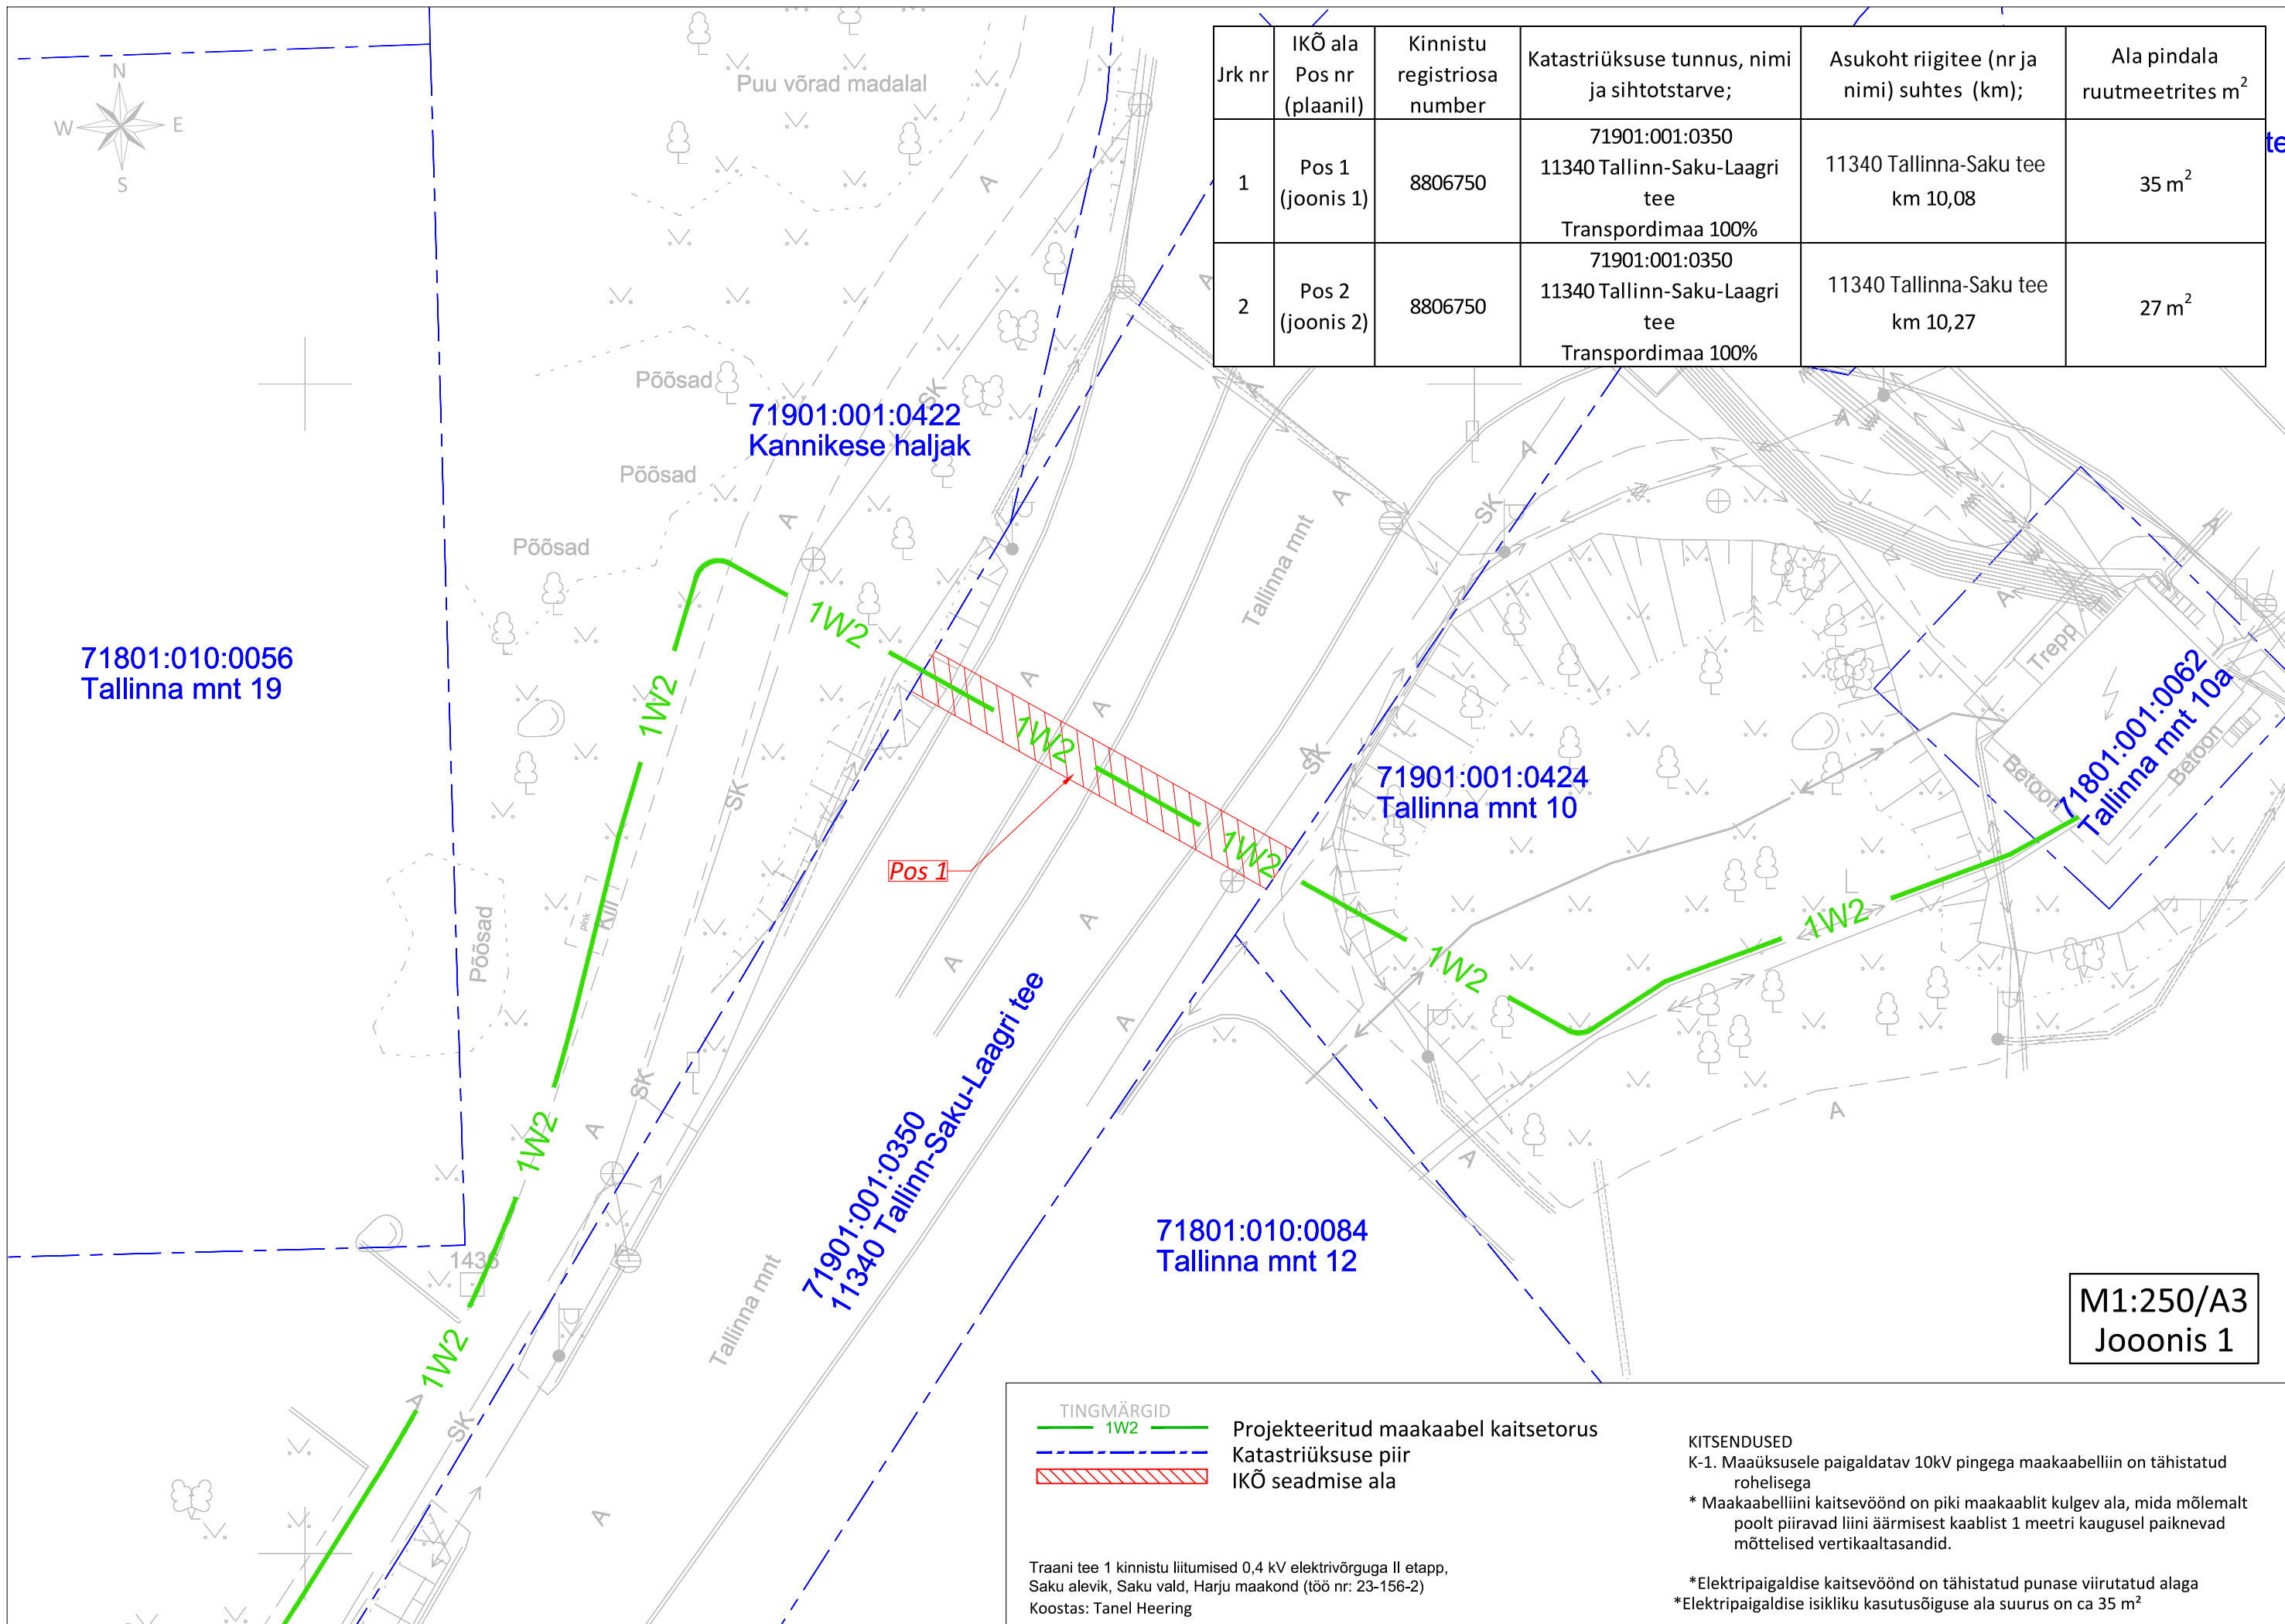 N
W
E
S
Puu võrad madalal
Jrk nr
IKÕ ala
Pos nr
(plaanil)
Kinnistu
registriosa
number
Katastriüksuse tunnus, nimi
ja sihtotstarve;
Asukoht riigitee (nr ja
nimi) suhtes (km);
Ala pindala
ruutmeetrites m²
1
Pos 1
(joonis 1)
8806750
71901:001:0350
11340 Tallinn-Saku-Laagri
tee
Transpordimaa 100%
11340 Tallinna-Saku tee
km 10,08
35 m²
2
Pos 2
(joonis 2)
8806750
71901:001:0350
11340 Tallinn-Saku-Laagri
tee
Transpordimaa 100%
11340 Tallinna-Saku tee
km 10,27
27 m²
te
Põõsad
71901:001:0422
Kannikese haljak
Põõsad
Põõsad
A
SK
A
A
A
A
SK
A
Tallinna mnt
1W2
71801:010:0056
Tallinna mnt 19
1W2
1W2
A
A
A
SK
71901:001:0424
Tallinna mnt 10
Trepp
Betoon
Betoon
71801:001:0062
Tallinna mnt 10a
A
A
Pos 1
1W2
1W2
1W2
SK
Põõsad
pink
Kill
A
A
A
71901:001:0350
11340 Tallinn-Saku-Laagri tee
1W2
SK
A
A
A
71801:010:0084
Tallinna mnt 12
1436
Tallinna mnt
1W2
A
SK
A
M1:250/A3
Jooonis 1
TINGMÄRGID
1W2
Projekteeritud maakaabel kaitsetorus
Katastriüksuse piir
IKÕ seadmise ala
Traani tee 1 kinnistu liitumised 0,4 kV elektrivõrguga II etapp,
Saku alevik, Saku vald, Harju maakond (töö nr: 23-156-2)
Koostas: Tanel Heering
KITSENDUSED
K-1. Maaüksusele paigaldatav 10kV pingega maakaabelliin on tähistatud
rohelisega
* Maakaabelliini kaitsevöönd on piki maakaablit kulgev ala, mida mõlemalt
poolt piiravad liini äärmisest kaablist 1 meetri kaugusel paiknevad
mõttelised vertikaaltasandid.
*Elektripaigaldise kaitsevöönd on tähistatud punase viirutatud alaga
*Elektripaigaldise isikliku kasutusõiguse ala suurus on ca 35 m²